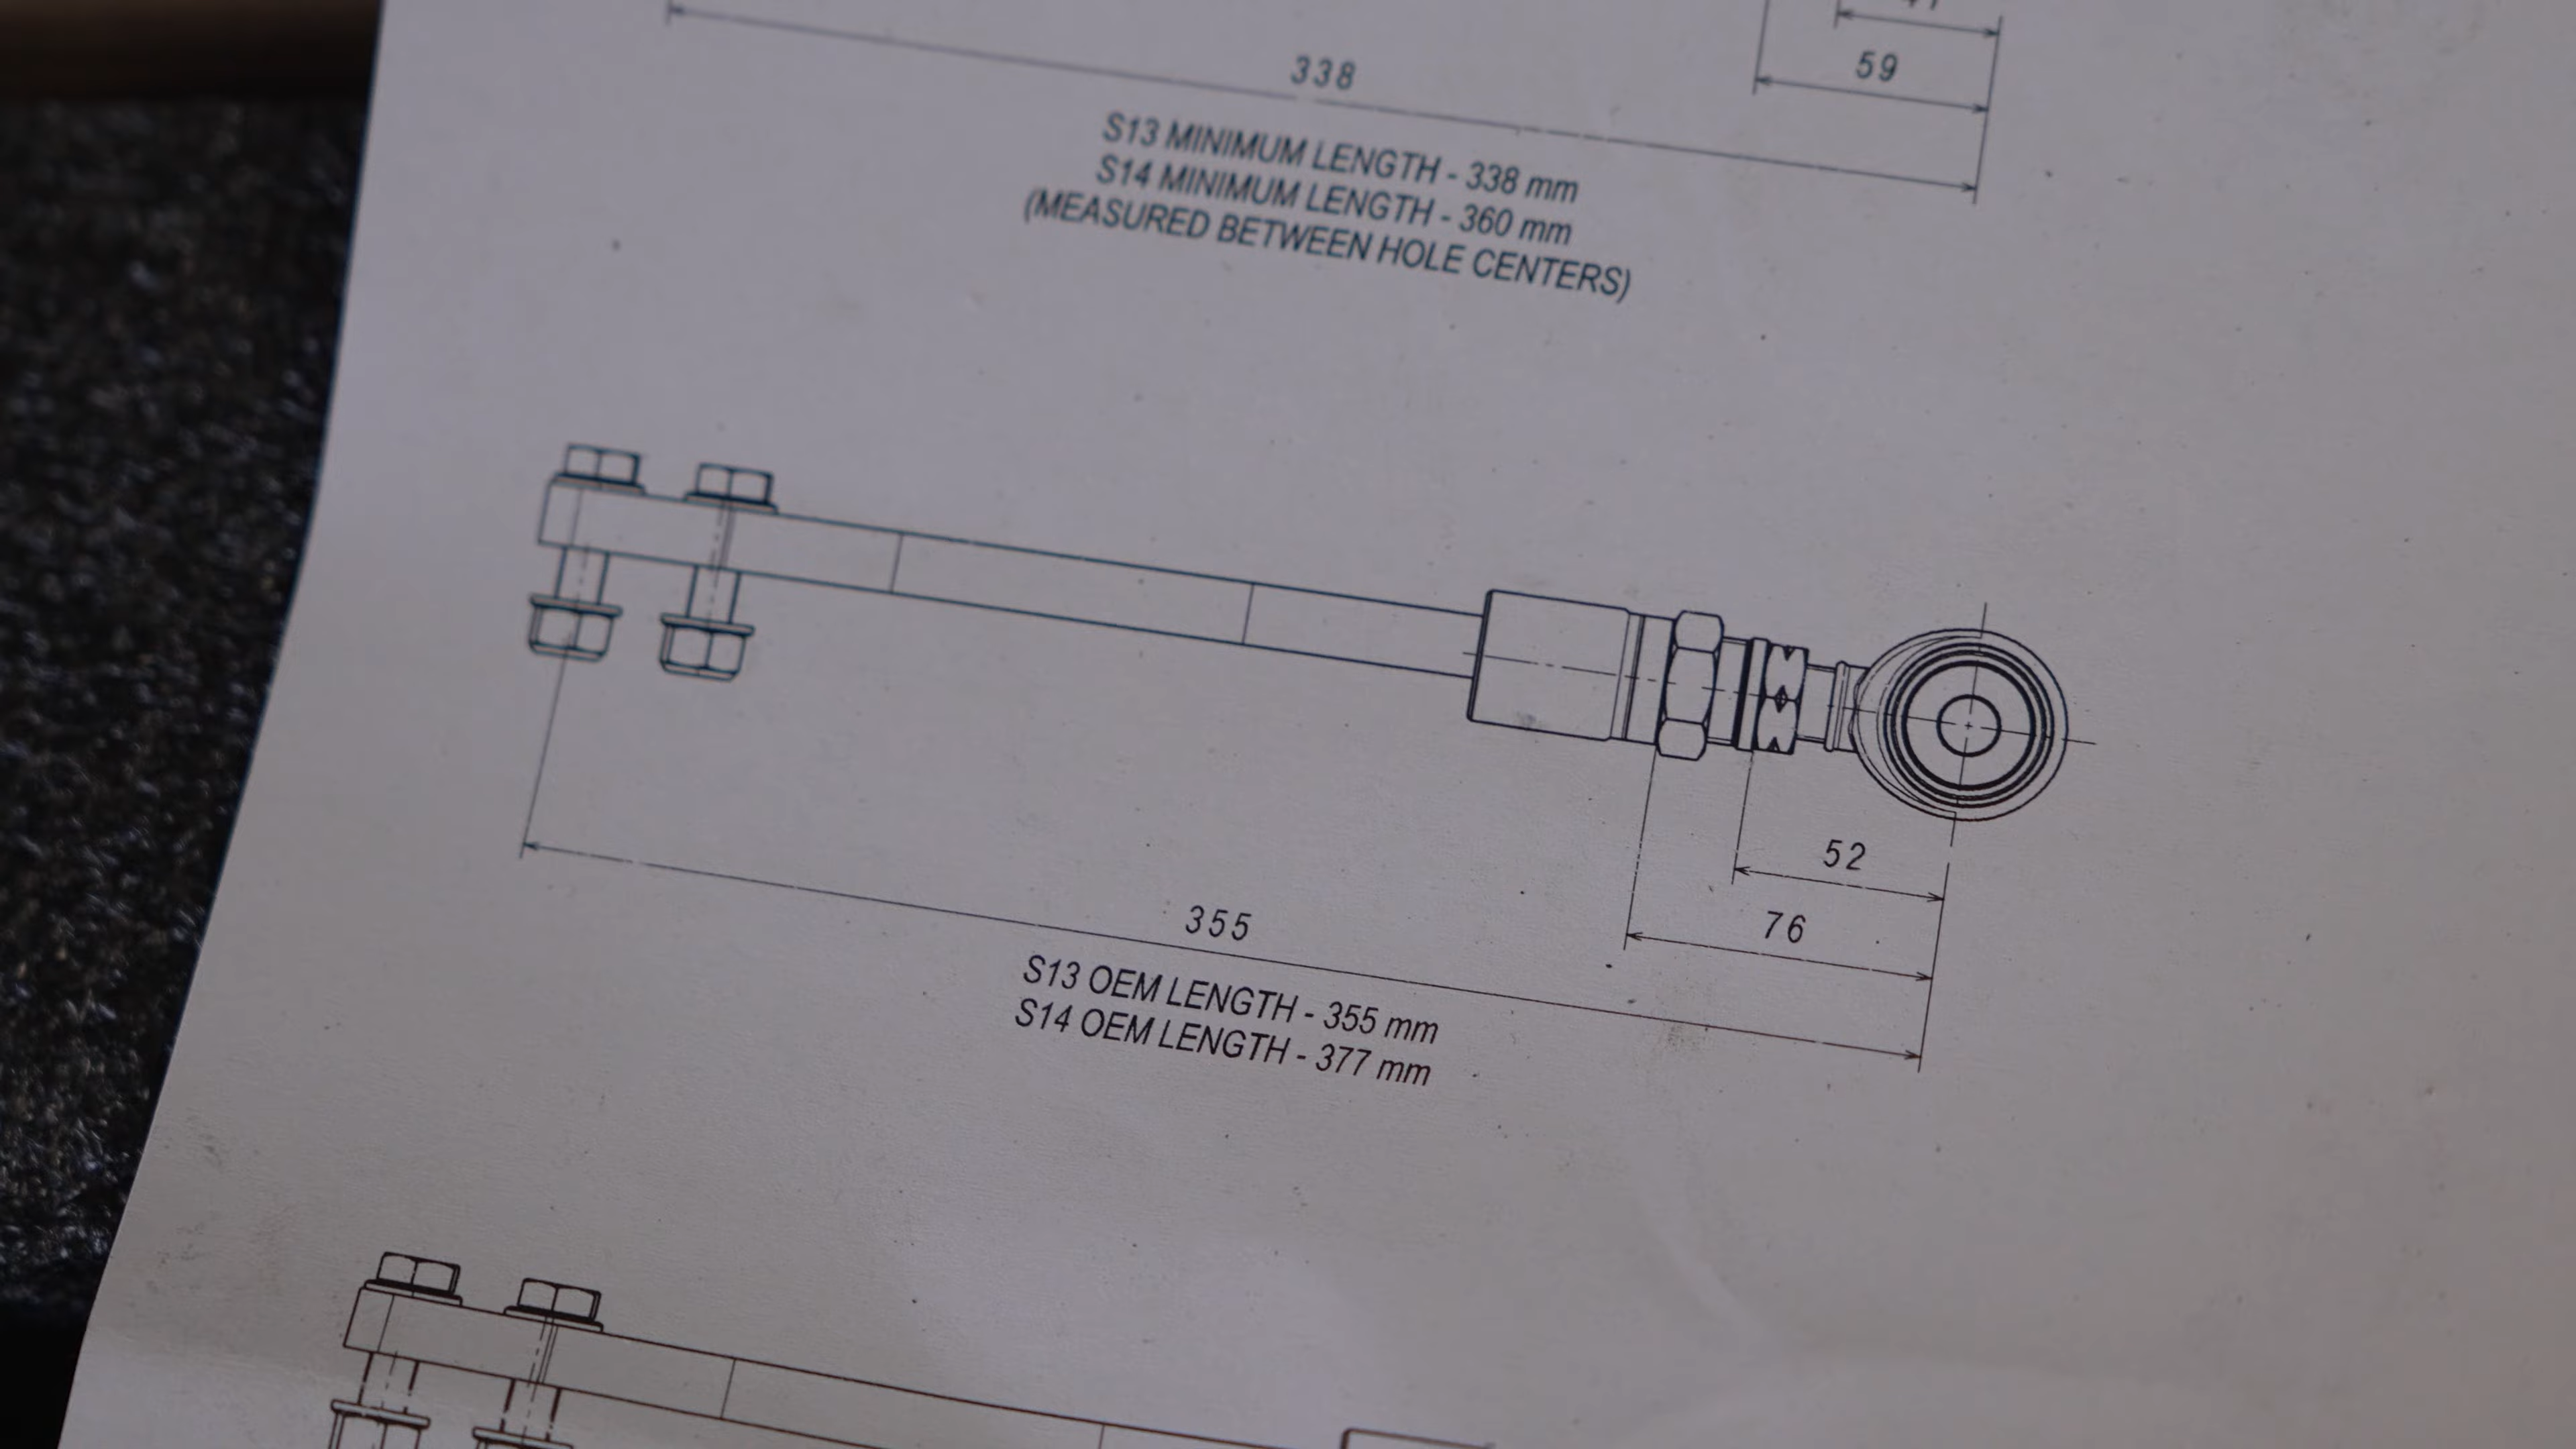 59
338
S13 MINIMUM LENGTH - 338 mm
S14 MINIMUM LENGTH - 360 mm
(MEASURED BETWEEN HOLE CENTERS)
52
76
355
S13 OEM LENGTH - 355 mm
S14 OEM LENGTH - 377 mm